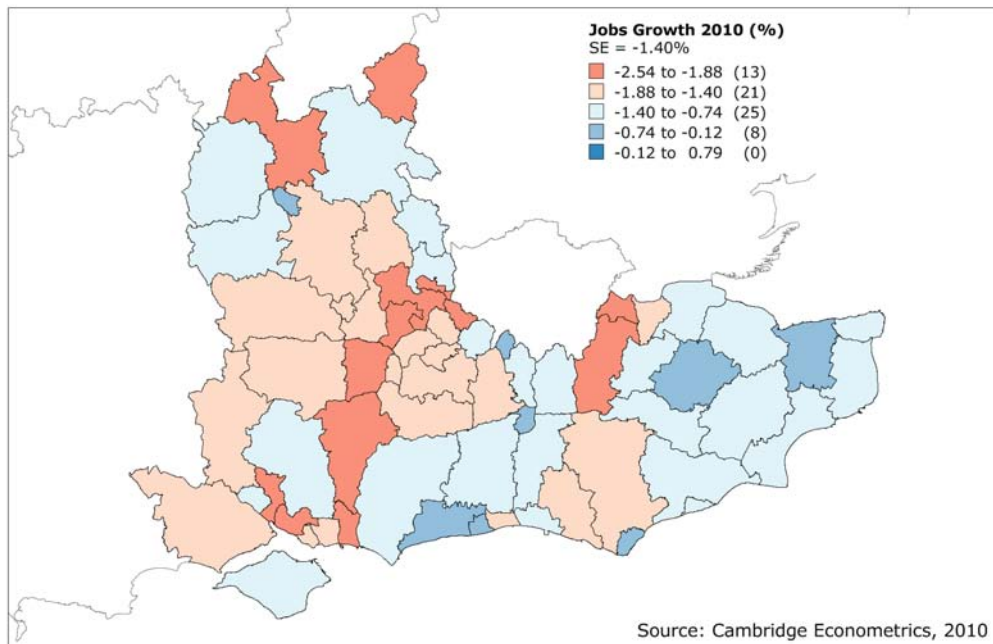 Jobs Growth 2010 (%)
SE = -1.40%
-2.54 to -1.88 (13)
-1.88 to -1.40 (21)
-1.40 to -0.74 (25)
-0.74 to -0.12 (8)
-0.12 to 0.79 (0)
Source: Cambridge Econometrics, 2010